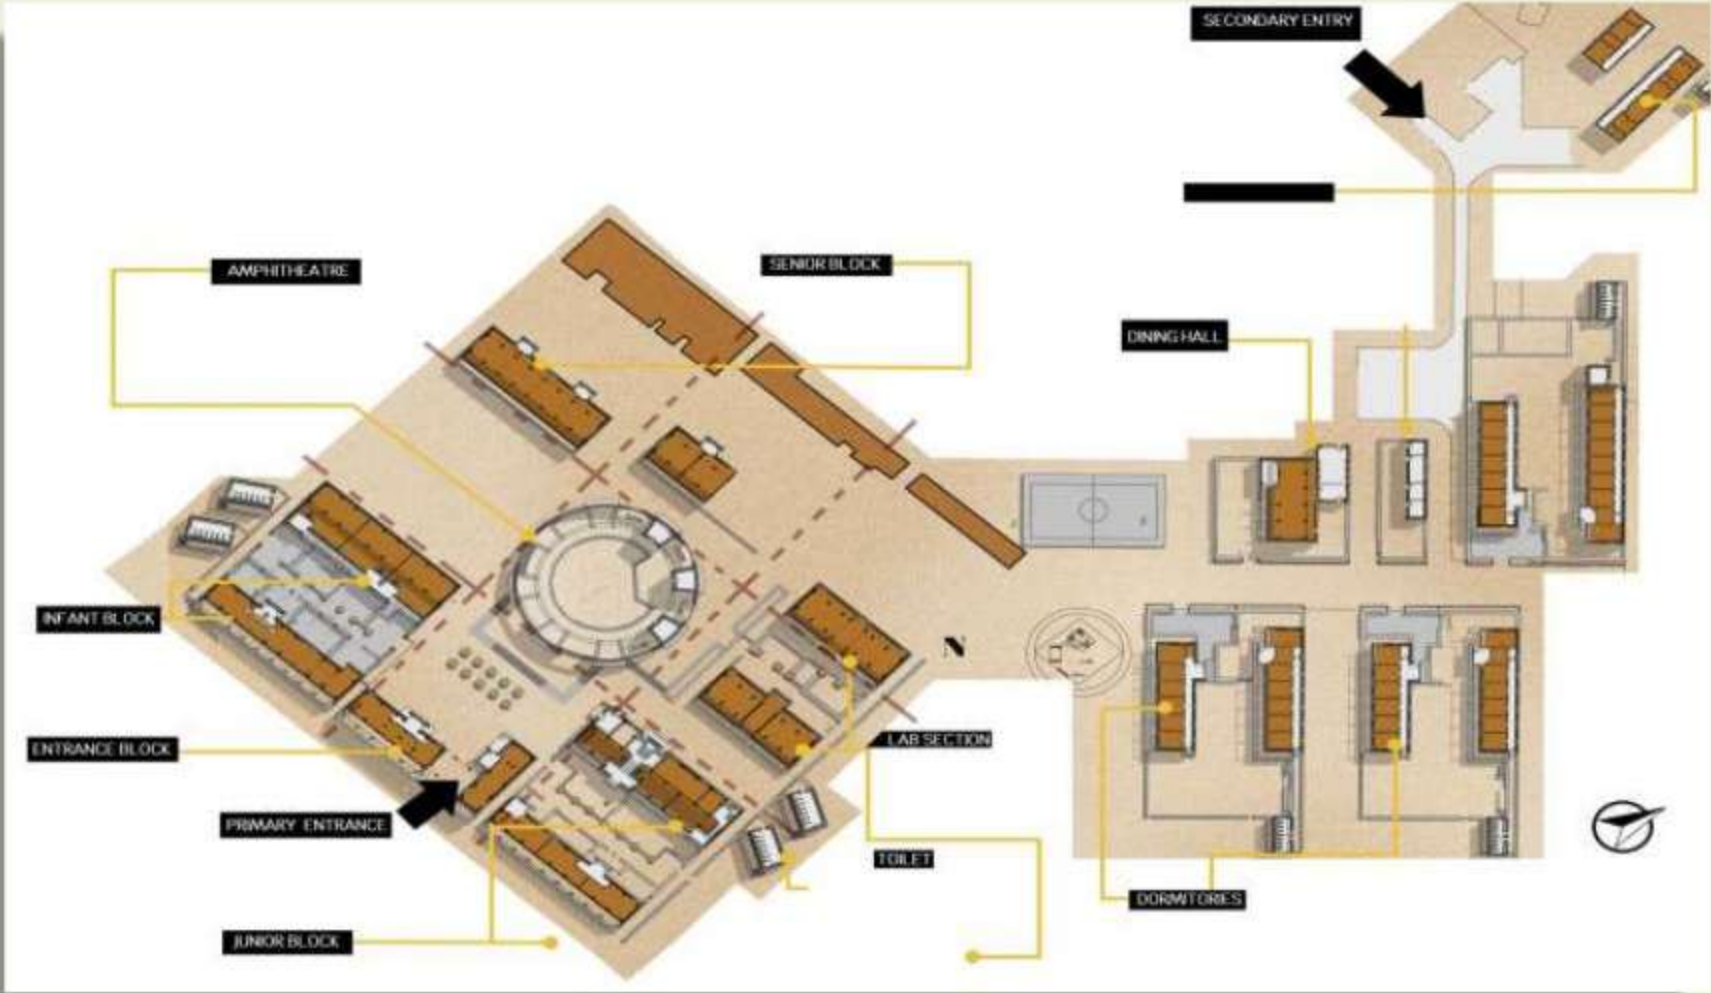 SECONDARY ENTRY
AMPHITHEATRE
SENIOR BLOCK
DINING HALL
INFANT BLOCK
N
ENTRANCE BLOCK
LAB SECTION
PRIMARY ENTRANCE
TOILET
DORMITORIES
JUNIOR BLOCK